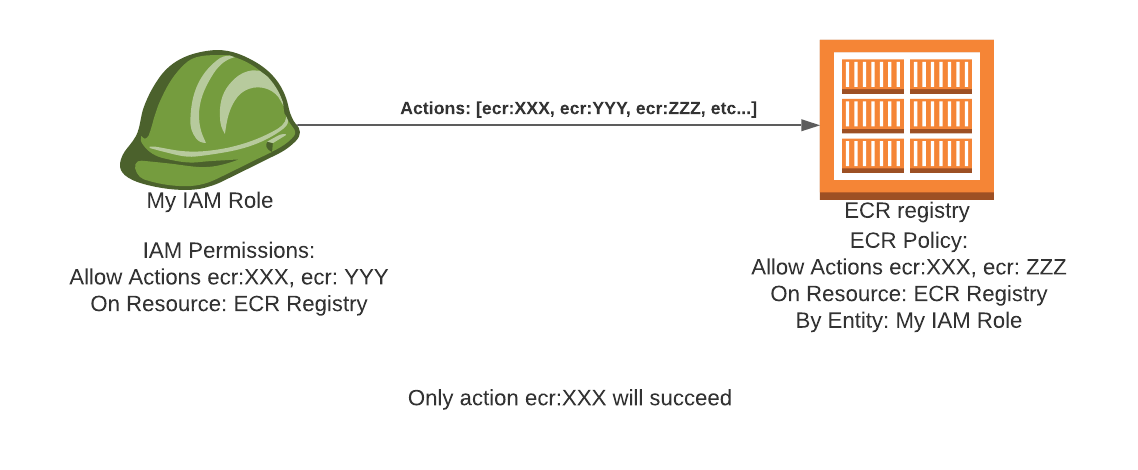 Actions: [ecr:XXX, ecr:YYY, ecr:ZZZ, etc...]
My IAM Role
IAM Permissions:
Allow Actions ecr:XXX, ecr: YYY
On Resource: ECR Registry
ECR registry
ECR Policy:
Allow Actions ecr:XXX, ecr: ZZZ
On Resource: ECR Registry
By Entity: My IAM Role
Only action ecr:XXX will succeed